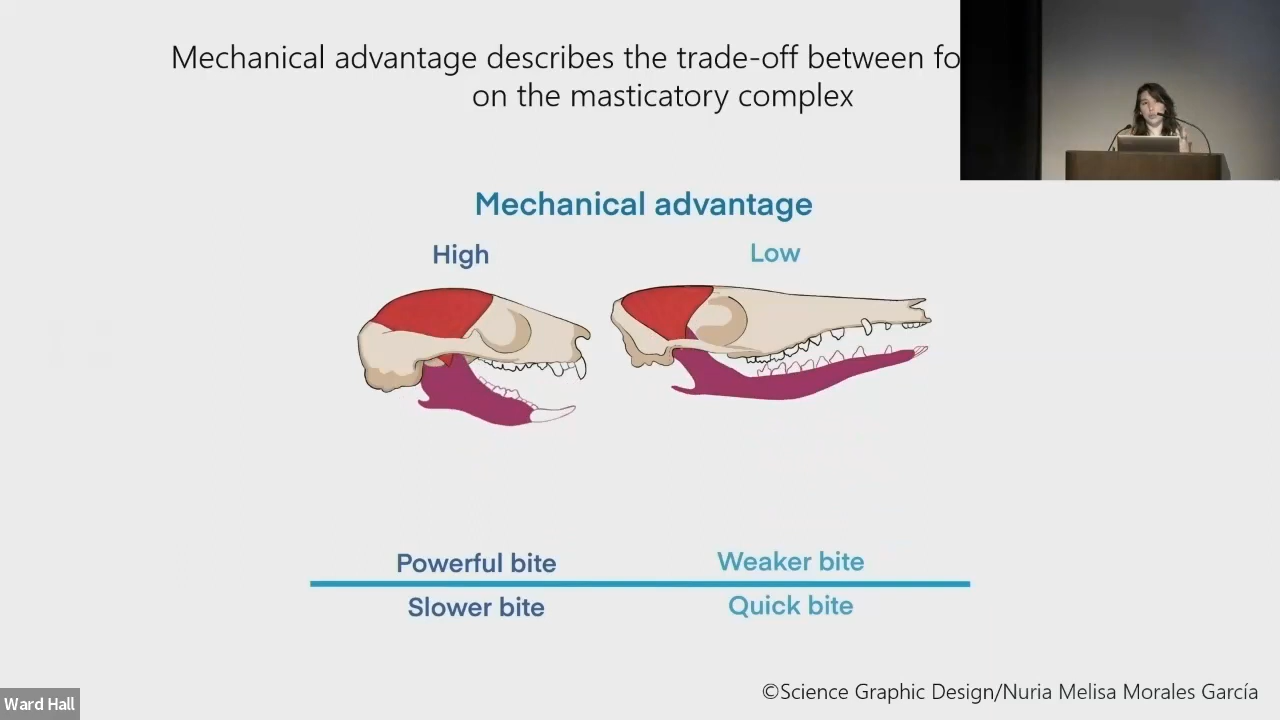 Mechanical advantage describes the trade-off between fo
on the masticatory complex
Mechanical advantage
High
Low
Powerful bite
Weaker bite
Slower bite
Quick bite
©Science Graphic Design/Nuria Melisa Morales García
Ward Hall